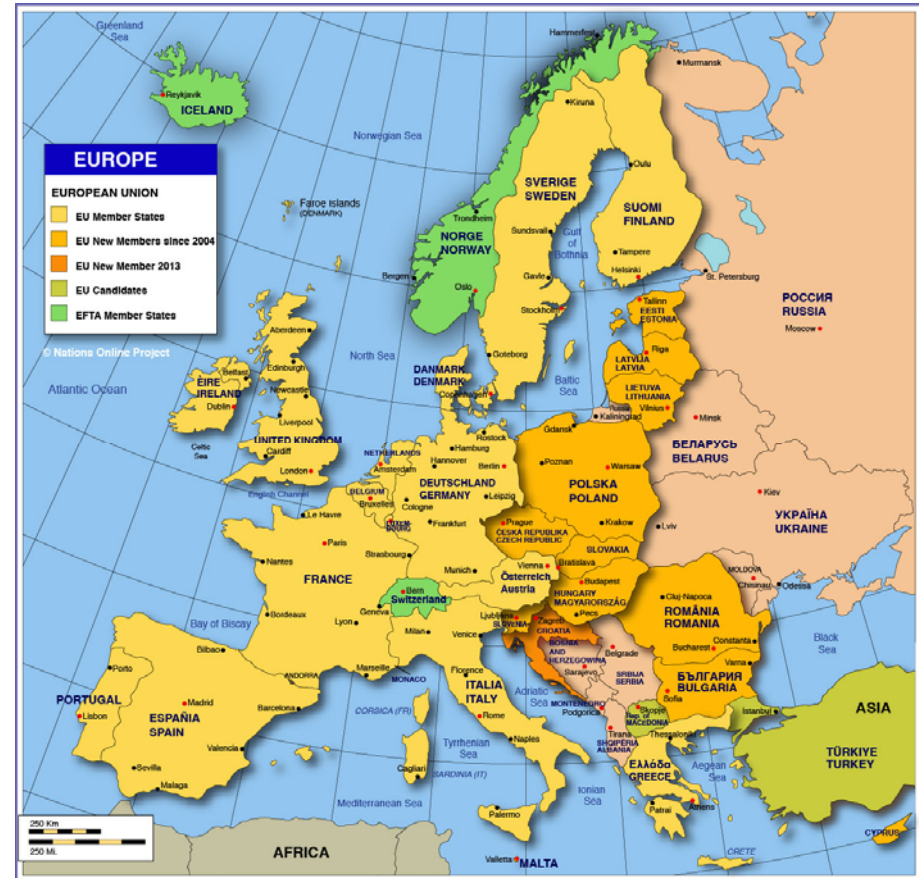 Greenland
Sea
Hammerfest
Murmansk
Reykjavik
ICELAND
Kiruna
Norwegian Sea
EUROPE
EUROPEAN UNION
EU Member States
EU New Members since 2004
EU New Member 2013
EU Candidates
EFTA Member States
© Nations Online Project
Oulu
SVERIGE
SWEDEN
SUOMI
FINLAND
Faroe Islands
(DENMARK)
Trondheim
NORGE
NORWAY
Sundsvall
Gulf
of
Bothnia
Tampere
Helsinki
St. Petersburg
Bergen
Oslo
Gavle
Stockholm
Tallinn
EESTI
ESTONIA
РОССИЯ
RUSSIA
Moscow
Aberdeen
North Sea
Goteborg
Riga
LATVIJA
LATVIA
Edinburgh
Belfast
DANMARK
DENMARK
Baltic
Sea
LIETUVA
LITHUANIA
Atlantic Ocean
ÉIRE
IRELAND
Newcastle
Copenhagen
Vilnius
Russia
Kaliningrad
Minsk
Dublin
Liverpool
Gdansk
БЕЛАРУСЬ
BELARUS
Celtic
Sea
UNITED KINGDOM
Cardiff
London
NETHERLANDS
Amsterdam
Rostock
Hamburg
Hannover
Berlin
Poznan
Warsaw
POLSKA
POLAND
English Channel
BELGIUM
Bruxelles
DEUTSCHLAND
GERMANY
Leipzig
Cologne
Kiev
Le Havre
LUXEM-
BOURG
Frankfurt
Prague
ČESKA REPUBLIKA
CZECH REPUBLIC
Krakow
Lviv
УКРАЇНА
UKRAINE
Paris
Strasbourg
SLOVAKIA
Nantes
Munich
Vienna
Bratislava
Österreich
Austria
FRANCE
Bern
Switzerland
Geneva
Budapest
HUNGARY
MAGYARORSZÁG
MOLDOVA
Chisinau
Odessa
Cluj-Napoca
Bay of Biscay
Bordeaux
Lyon
Milan
Venice
Ljubljana
SLOVENIA
Zagreb
CROATIA
Pecs
ROMÂNIA
ROMANIA
Bilbao
BOSNIA
AND
HERZEGOWINA
Sarajevo
Belgrade
SRBIJA
SERBIA
Bucharest
Constanta
Black
Sea
Porto
ANDORRA
Marseille
MONACO
Florence
Varna
БЪЛГАРИЯ
BULGARIA
Sofia
PORTUGAL
Lisbon
Madrid
ESPAÑIA
SPAIN
Barcelona
CORSICA (FR)
ITALIA
ITALY
Rome
Adriatic
Sea
MONTENEGRO
Podgorica
Skopje
Rep. of
MACEDONIA
Istanbul
ASIA
Tirana
SHQIPËRIA
ALBANIA
Thessaloniki
Valencia
Tyrrhenian
Sea
Naples
TÜRKIYE
TURKEY
Sevilla
Cagliari
SARDINIA (IT)
Ελλάδα
GREECE
Aegean
Sea
Malaga
Mediterranean Sea
Ionian
Sea
Palermo
Patrai
Athens
250 Km
250 Mi.
AFRICA
Valletta
MALTA
CRETE
CYPRUS